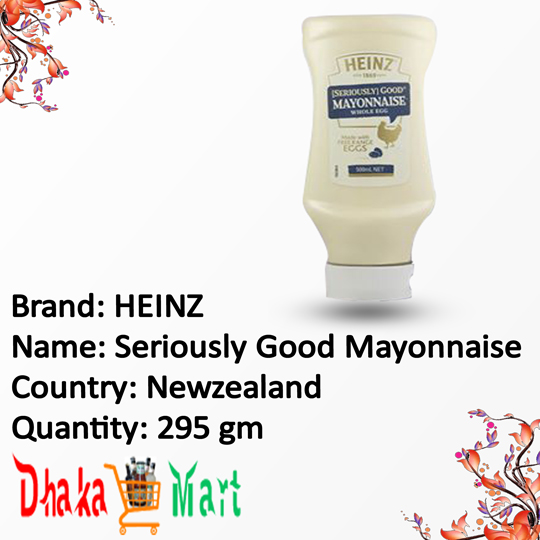 HEINZ
1869
[SERIOUSLY] GOOD
MAYONNAISE
WHOLE EGG
Made with
FREE RANGE
EGGS
500mL NET
Brand: HEINZ
Name: Seriously Good Mayonnaise
Country: Newzealand
Quantity: 295 gm
Dhaka Mart